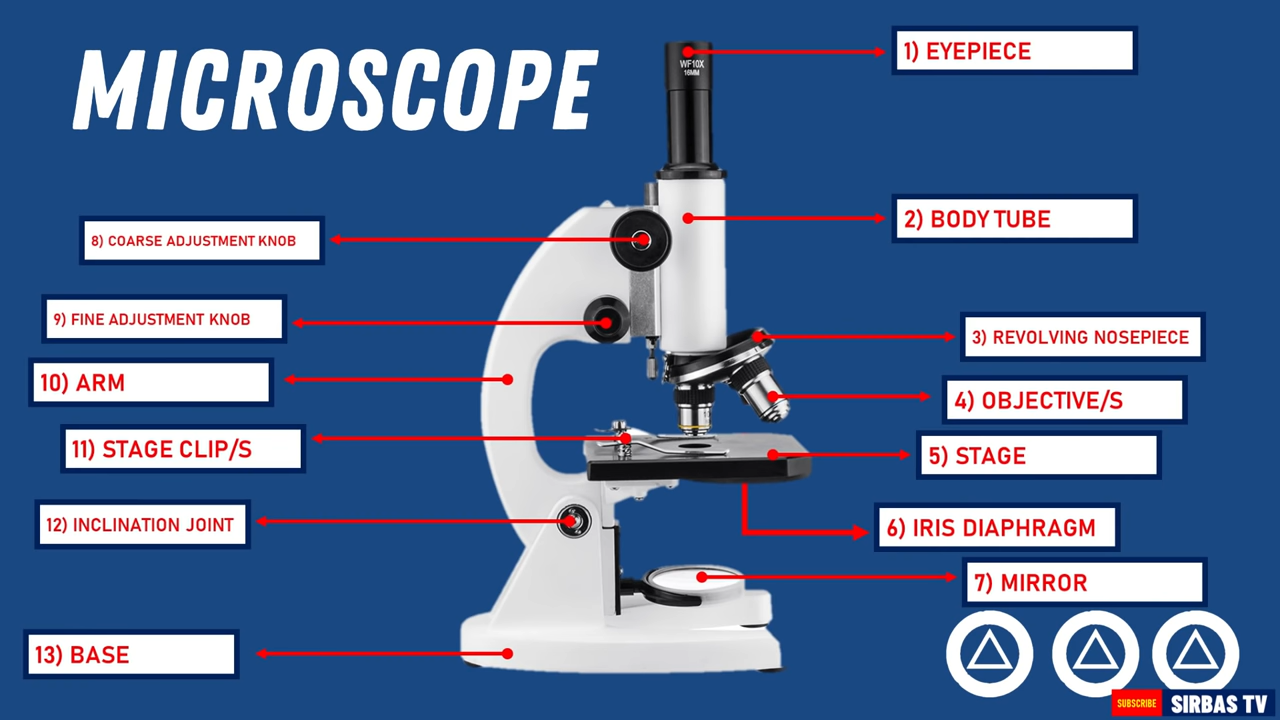 MICROSCOPE
WF10X
16MM
1) EYEPIECE
2) BODY TUBE
3) REVOLVING NOSEPIECE
4) OBJECTIVE/S
5) STAGE
6) IRIS DIAPHRAGM
7) MIRROR
8) COARSE ADJUSTMENT KNOB
9) FINE ADJUSTMENT KNOB
10) ARM
11) STAGE CLIP/S
12) INCLINATION JOINT
13) BASE
SUBSCRIBE SIRBAS TV